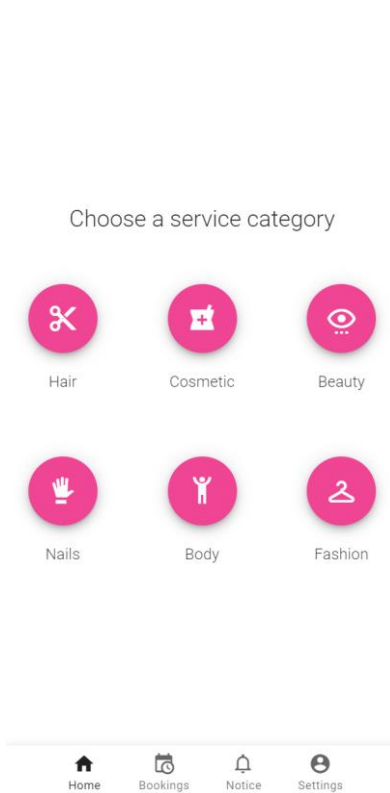 Choose a service category
Hair Cosmetic Beauty
Nails Body Fashion
Home Bookings Notice Settings